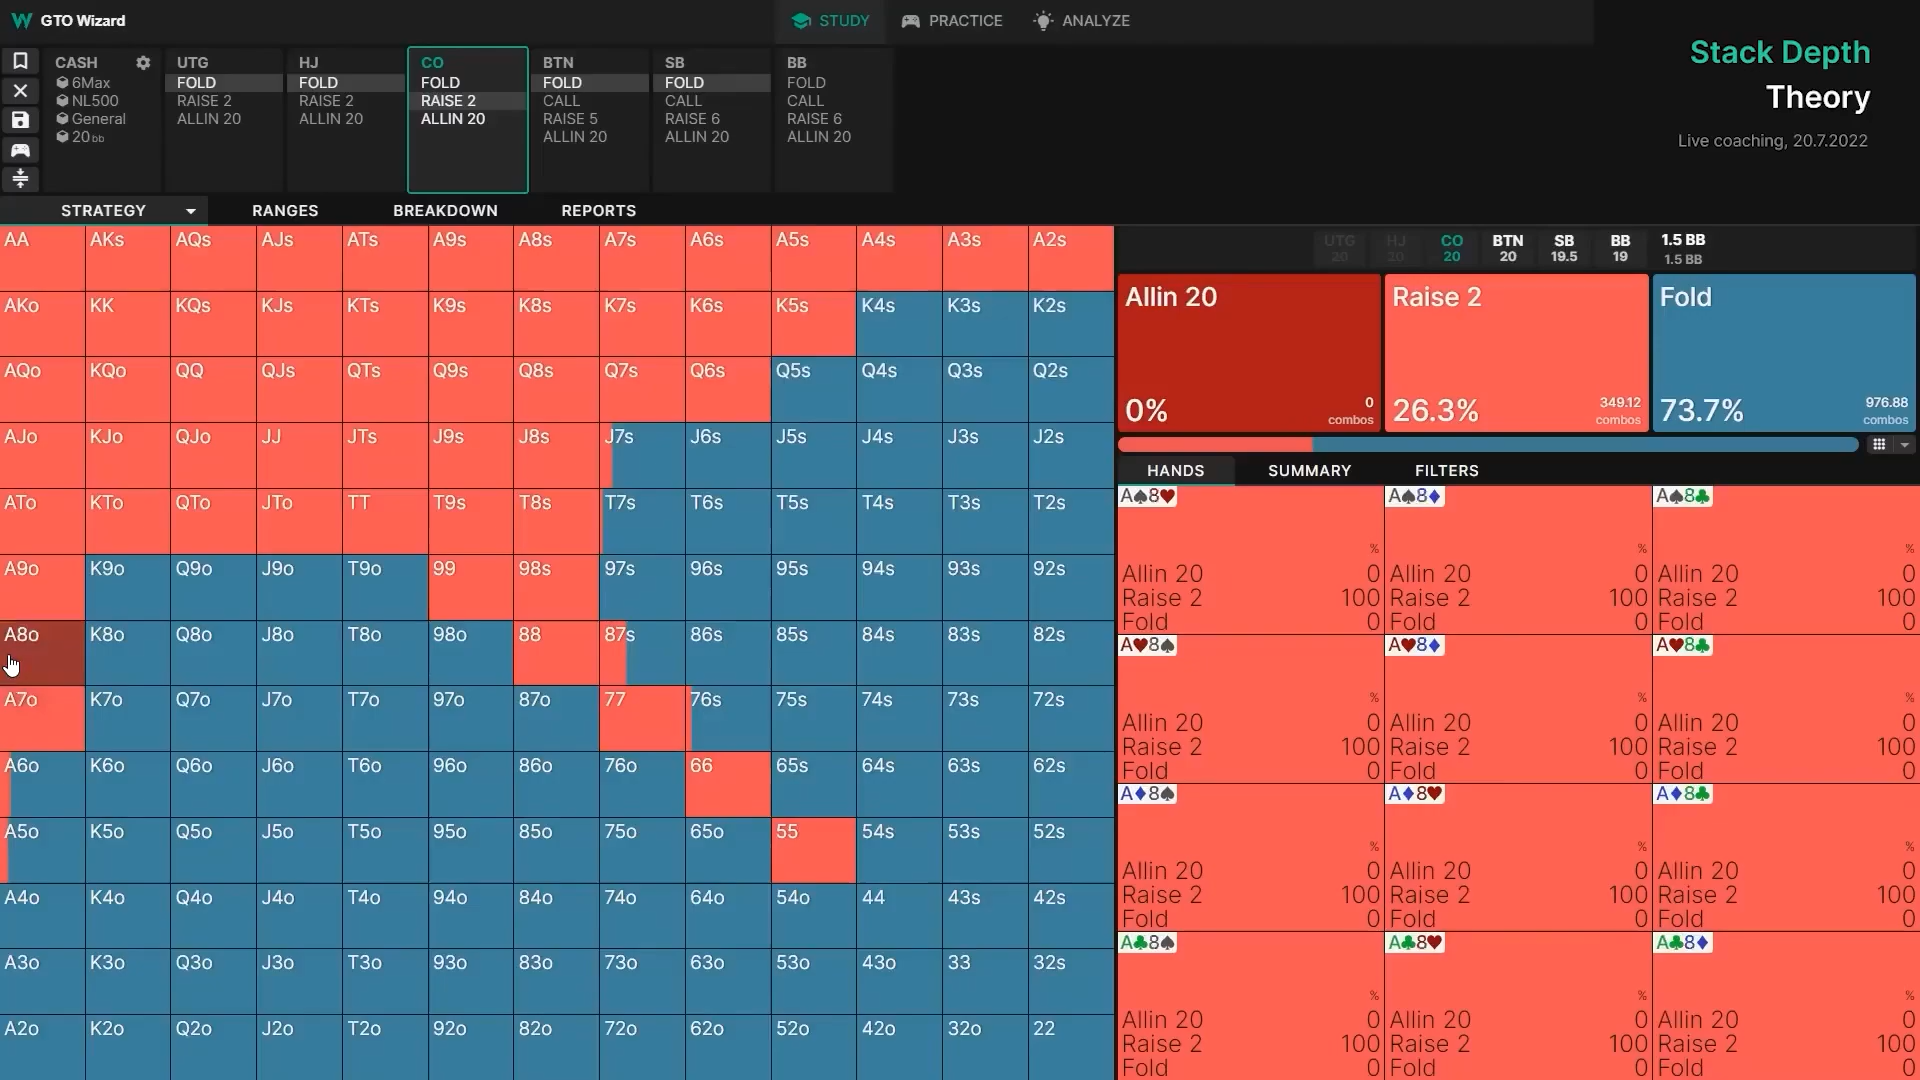 GTO Wizard
STUDY PRACTICE ANALYZE
Stack Depth
Theory
Live coaching, 20.7.2022
CASH
6Max
NL500
General
20 bb
UTG
FOLD
RAISE 2
ALLIN 20
HJ
FOLD
RAISE 2
ALLIN 20
CO
FOLD
RAISE 2
ALLIN 20
BTN
FOLD
CALL
RAISE 5
ALLIN 20
SB
FOLD
CALL
RAISE 6
ALLIN 20
BB
FOLD
CALL
RAISE 6
ALLIN 20
STRATEGY RANGES BREAKDOWN REPORTS
AA AKs AQs AJs ATs A9s A8s A7s A6s A5s A4s A3s A2s
AKo KK KQs KJs KTs K9s K8s K7s K6s K5s K4s K3s K2s
AQo KQo QQ QJs QTs Q9s Q8s Q7s Q6s Q5s Q4s Q3s Q2s
AJo KJo QJo JJ JTs J9s J8s J7s J6s J5s J4s J3s J2s
ATo KTo QTo JTo TT T9s T8s T7s T6s T5s T4s T3s T2s
A9o K9o Q9o J9o T9o 99 98s 97s 96s 95s 94s 93s 92s
A8o K8o Q8o J8o T8o 98o 88 87s 86s 85s 84s 83s 82s
A7o K7o Q7o J7o T7o 97o 87o 77 76s 75s 74s 73s 72s
A6o K6o Q6o J6o T6o 96o 86o 76o 66 65s 64s 63s 62s
A5o K5o Q5o J5o T5o 95o 85o 75o 65o 55 54s 53s 52s
A4o K4o Q4o J4o T4o 94o 84o 74o 64o 54o 44 43s 42s
A3o K3o Q3o J3o T3o 93o 83o 73o 63o 53o 43o 33 32s
A2o K2o Q2o J2o T2o 92o 82o 72o 62o 52o 42o 32o 22
UTG HJ CO BTN SB BB 1.5 BB
20 20 20 20 19.5 19 1.5 BB
Allin 20 Raise 2 Fold
0% 0 combos 26.3% 349.12 combos 73.7% 976.88 combos
HANDS SUMMARY FILTERS
A♠8♥ A♠8♦ A♠8♣
% % %
Allin 20 0 Allin 20 0 Allin 20 0
Raise 2 100 Raise 2 100 Raise 2 100
Fold 0 Fold 0 Fold 0
A♥8♠ A♥8♦ A♥8♣
% % %
Allin 20 0 Allin 20 0 Allin 20 0
Raise 2 100 Raise 2 100 Raise 2 100
Fold 0 Fold 0 Fold 0
A♦8♠ A♦8♥ A♦8♣
% % %
Allin 20 0 Allin 20 0 Allin 20 0
Raise 2 100 Raise 2 100 Raise 2 100
Fold 0 Fold 0 Fold 0
A♣8♠ A♣8♥ A♣8♦
% % %
Allin 20 0 Allin 20 0 Allin 20 0
Raise 2 100 Raise 2 100 Raise 2 100
Fold 0 Fold 0 Fold 0